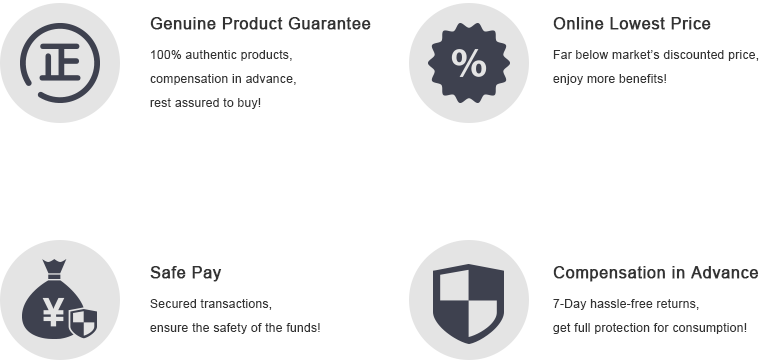 正
Genuine Product Guarantee
100% authentic products,
compensation in advance,
rest assured to buy!
%
Online Lowest Price
Far below market's discounted price,
enjoy more benefits!
¥
Safe Pay
Secured transactions,
ensure the safety of the funds!
Compensation in Advance
7-Day hassle-free returns,
get full protection for consumption!